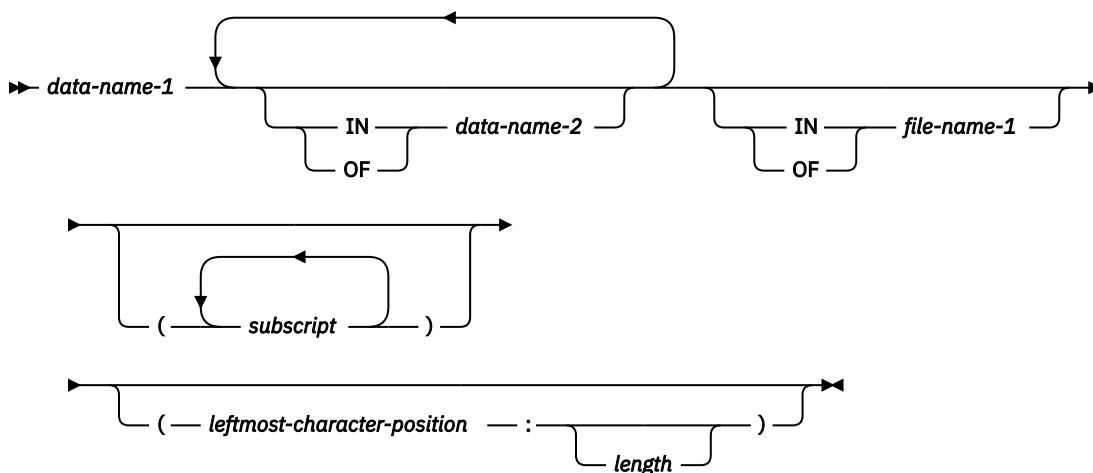 data-name-1
IN data-name-2 IN file-name-1
OF OF
( subscript )
( leftmost-character-position : )
length